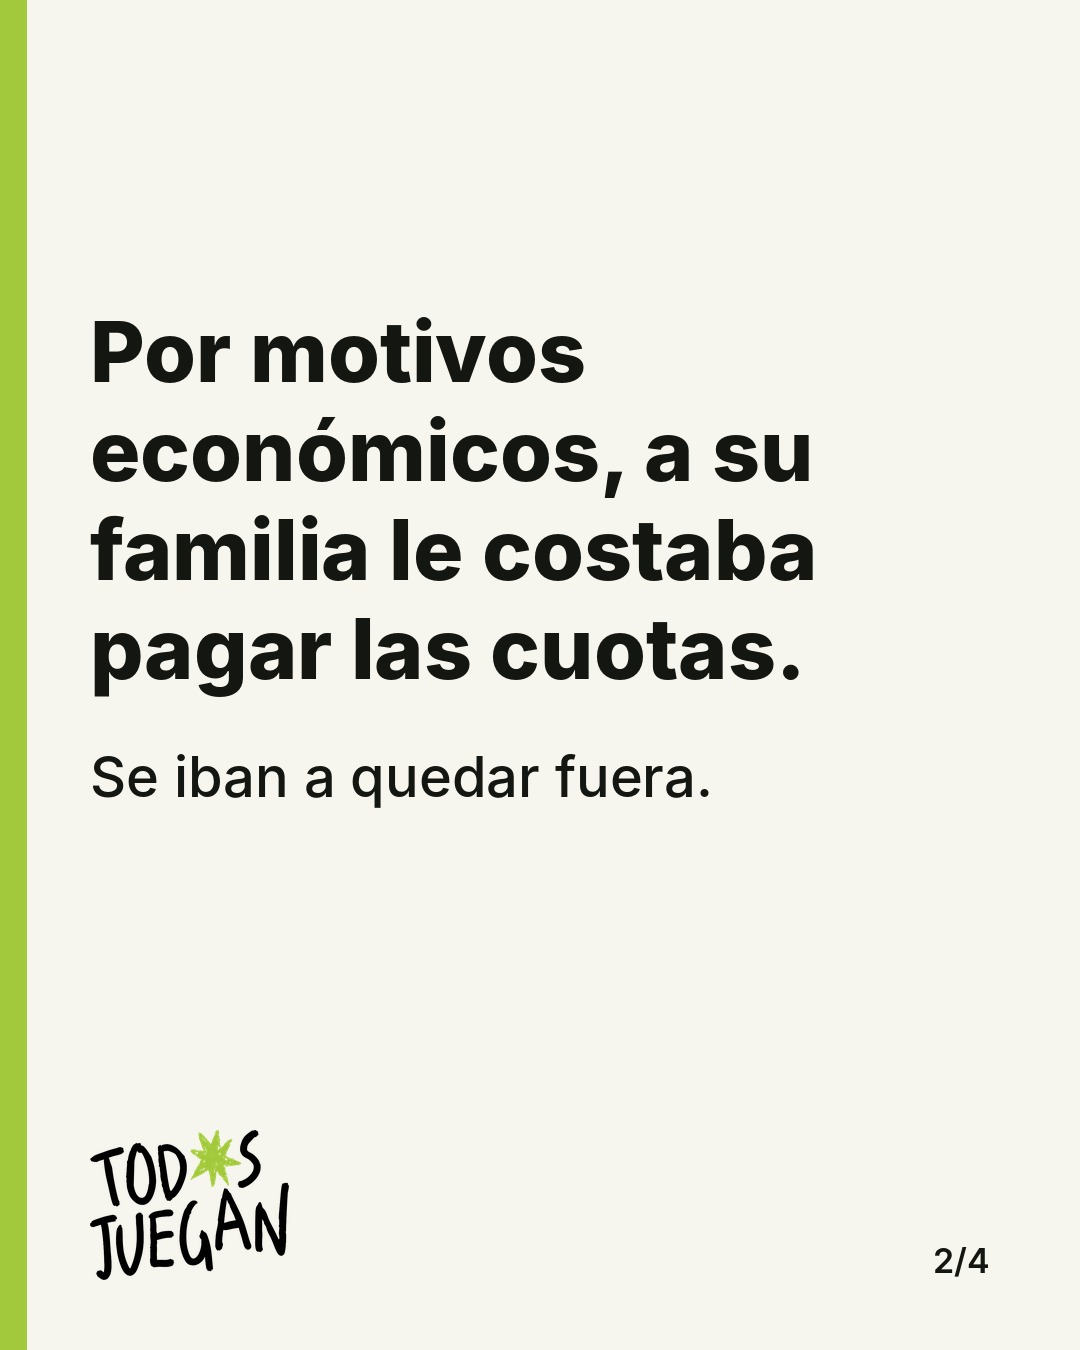 Por motivos
económicos, a su
familia le costaba
pagar las cuotas.
Se iban a quedar fuera.
TOD*S
JUEGAN
2/4